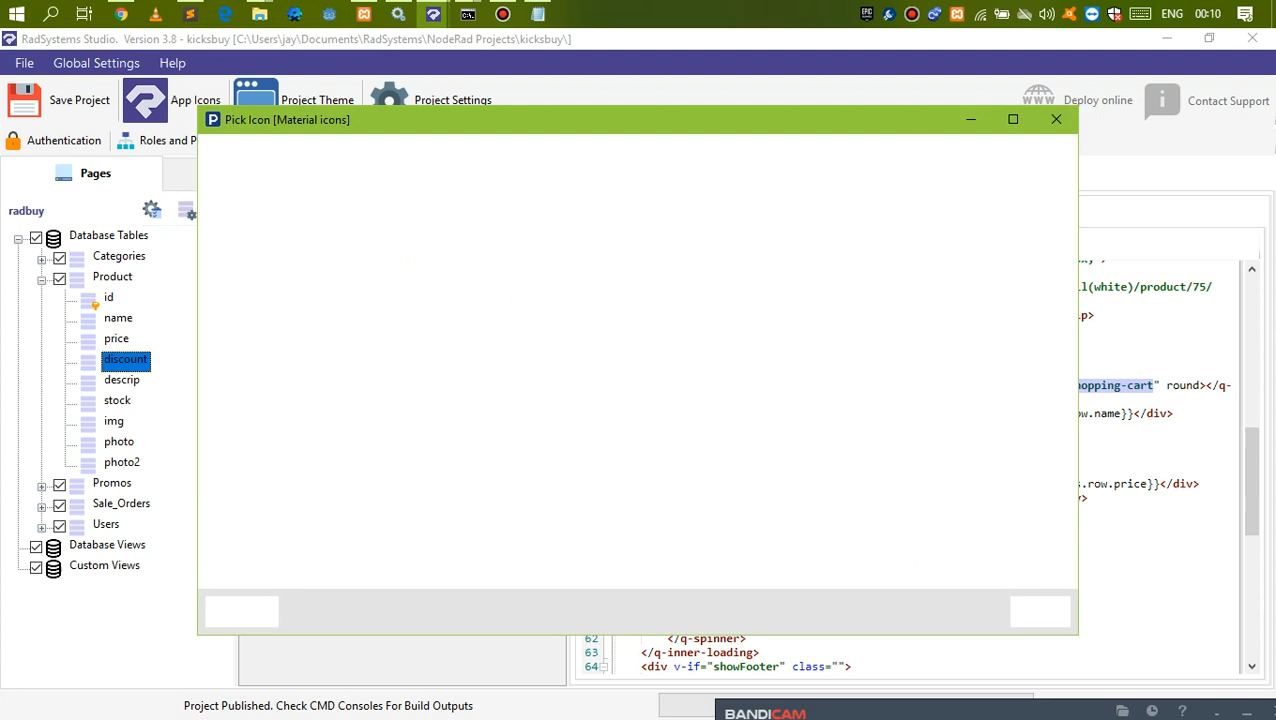 ENG
00:10
RadSystems Studio. Version 3.8 - kicksbuy [C:\Users\jay\Documents\RadSystems\NodeRad Projects\kicksbuy\]
File
Global Settings
Help
Save Project
App Icons
Project Theme
Project Settings
WWW
Deploy online
Contact Support
Authentication
Roles and P
Pick Icon [Material icons]
Pages
radbuy
Database Tables
Categories
Product
id
name
price
discount
descrip
stock
img
photo
photo2
Promos
Sale_Orders
Users
Database Views
Custom Views
ll(white)/product/75/
p>
hopping-cart" round></q-
w.name}}</div>
s.row.price}}</div>
>
62 </q-spinner>
63 </q-inner-loading>
64 <div v-if="showFooter" class="">
Project Published. Check CMD Consoles For Build Outputs
BANDICAM